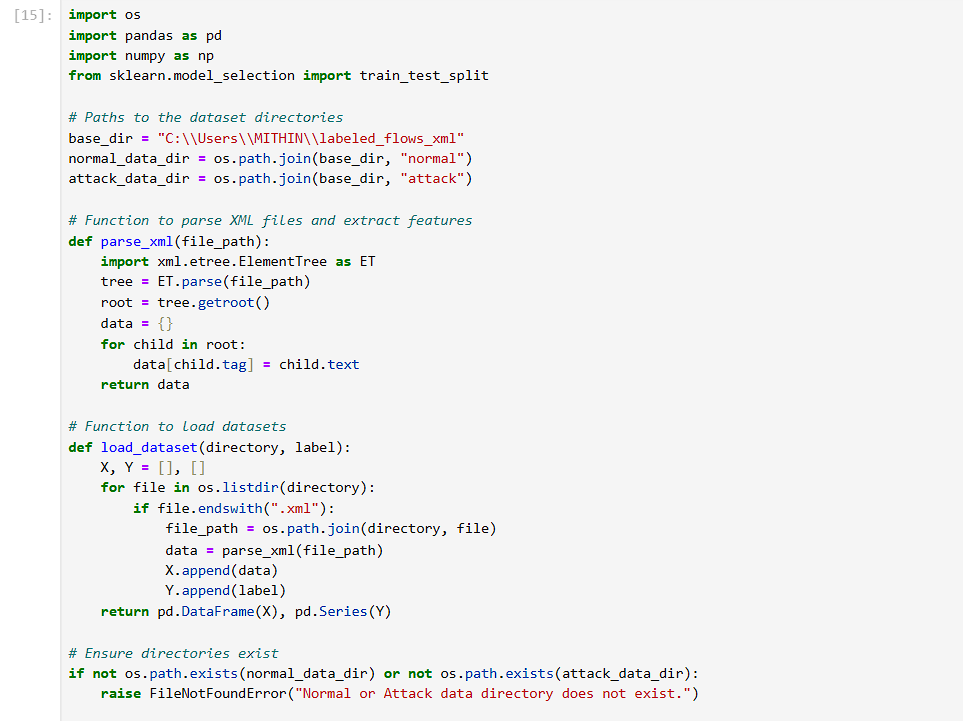 [15]:
import os
import pandas as pd
import numpy as np
from sklearn.model_selection import train_test_split

# Paths to the dataset directories
base_dir = "C:\\Users\\MITHIN\\labeled_flows_xml"
normal_data_dir = os.path.join(base_dir, "normal")
attack_data_dir = os.path.join(base_dir, "attack")

# Function to parse XML files and extract features
def parse_xml(file_path):
    import xml.etree.ElementTree as ET
    tree = ET.parse(file_path)
    root = tree.getroot()
    data = {}
    for child in root:
        data[child.tag] = child.text
    return data

# Function to load datasets
def load_dataset(directory, label):
    X, Y = [], []
    for file in os.listdir(directory):
        if file.endswith(".xml"):
            file_path = os.path.join(directory, file)
            data = parse_xml(file_path)
            X.append(data)
            Y.append(label)
    return pd.DataFrame(X), pd.Series(Y)

# Ensure directories exist
if not os.path.exists(normal_data_dir) or not os.path.exists(attack_data_dir):
    raise FileNotFoundError("Normal or Attack data directory does not exist.")